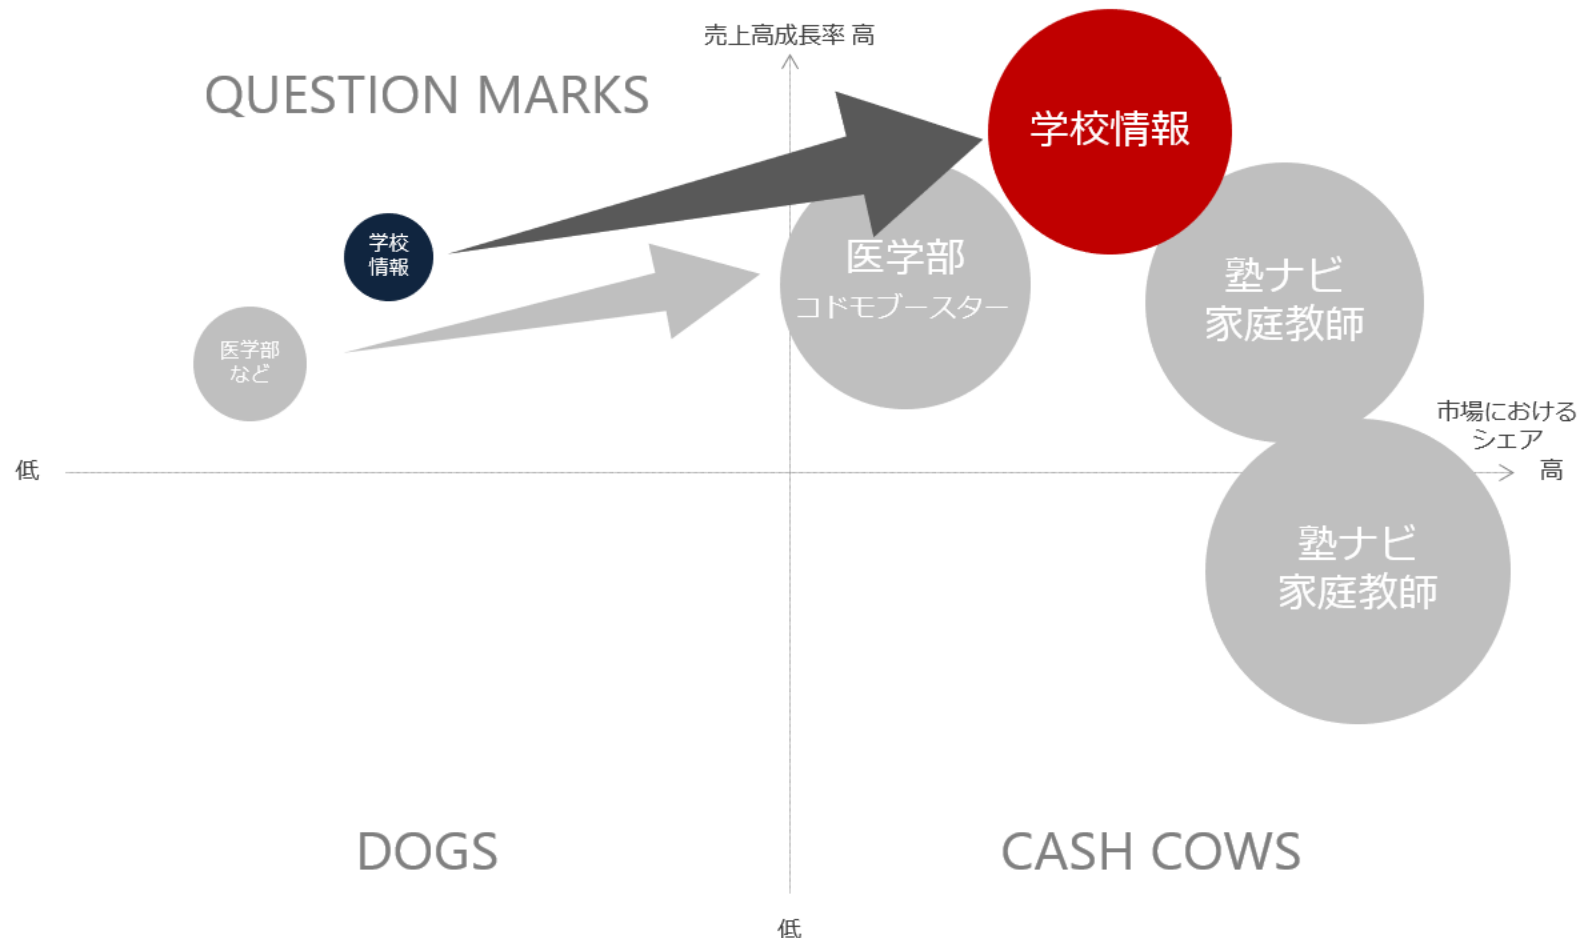 売上高成長率 高
QUESTION MARKS
学校情報
学校
情報
医学部
コドモブースター
塾ナビ
家庭教師
医学部
など
市場における
シェア
低
高
塾ナビ
家庭教師
DOGS
CASH COWS
低